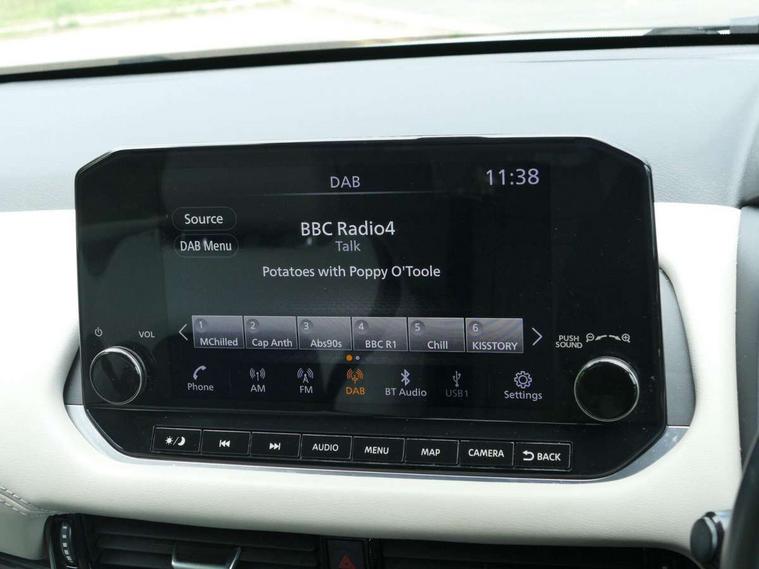 DAB
11:38
Source
BBC Radio4
DAB Menu
Talk
Potatoes with Poppy O'Toole
VOL
1 MChilled
2 Cap Anth
3 Abs90s
4 BBC R1
5 Chill
6 KISSTORY
PUSH
SOUND
Phone
AM
FM
DAB
BT Audio
USB1
Settings
AUDIO
MENU
MAP
CAMERA
BACK